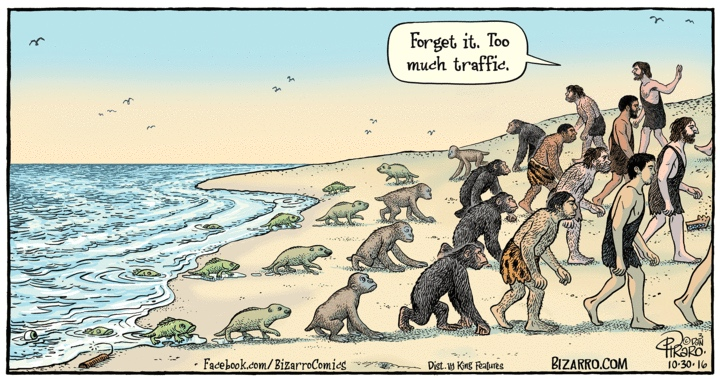 Forget it. Too
much traffic.
Facebook.com/BizarroComics
Dist. by King Features
BIZARRO.COM
©DAN
PIRARO.
10·30·16